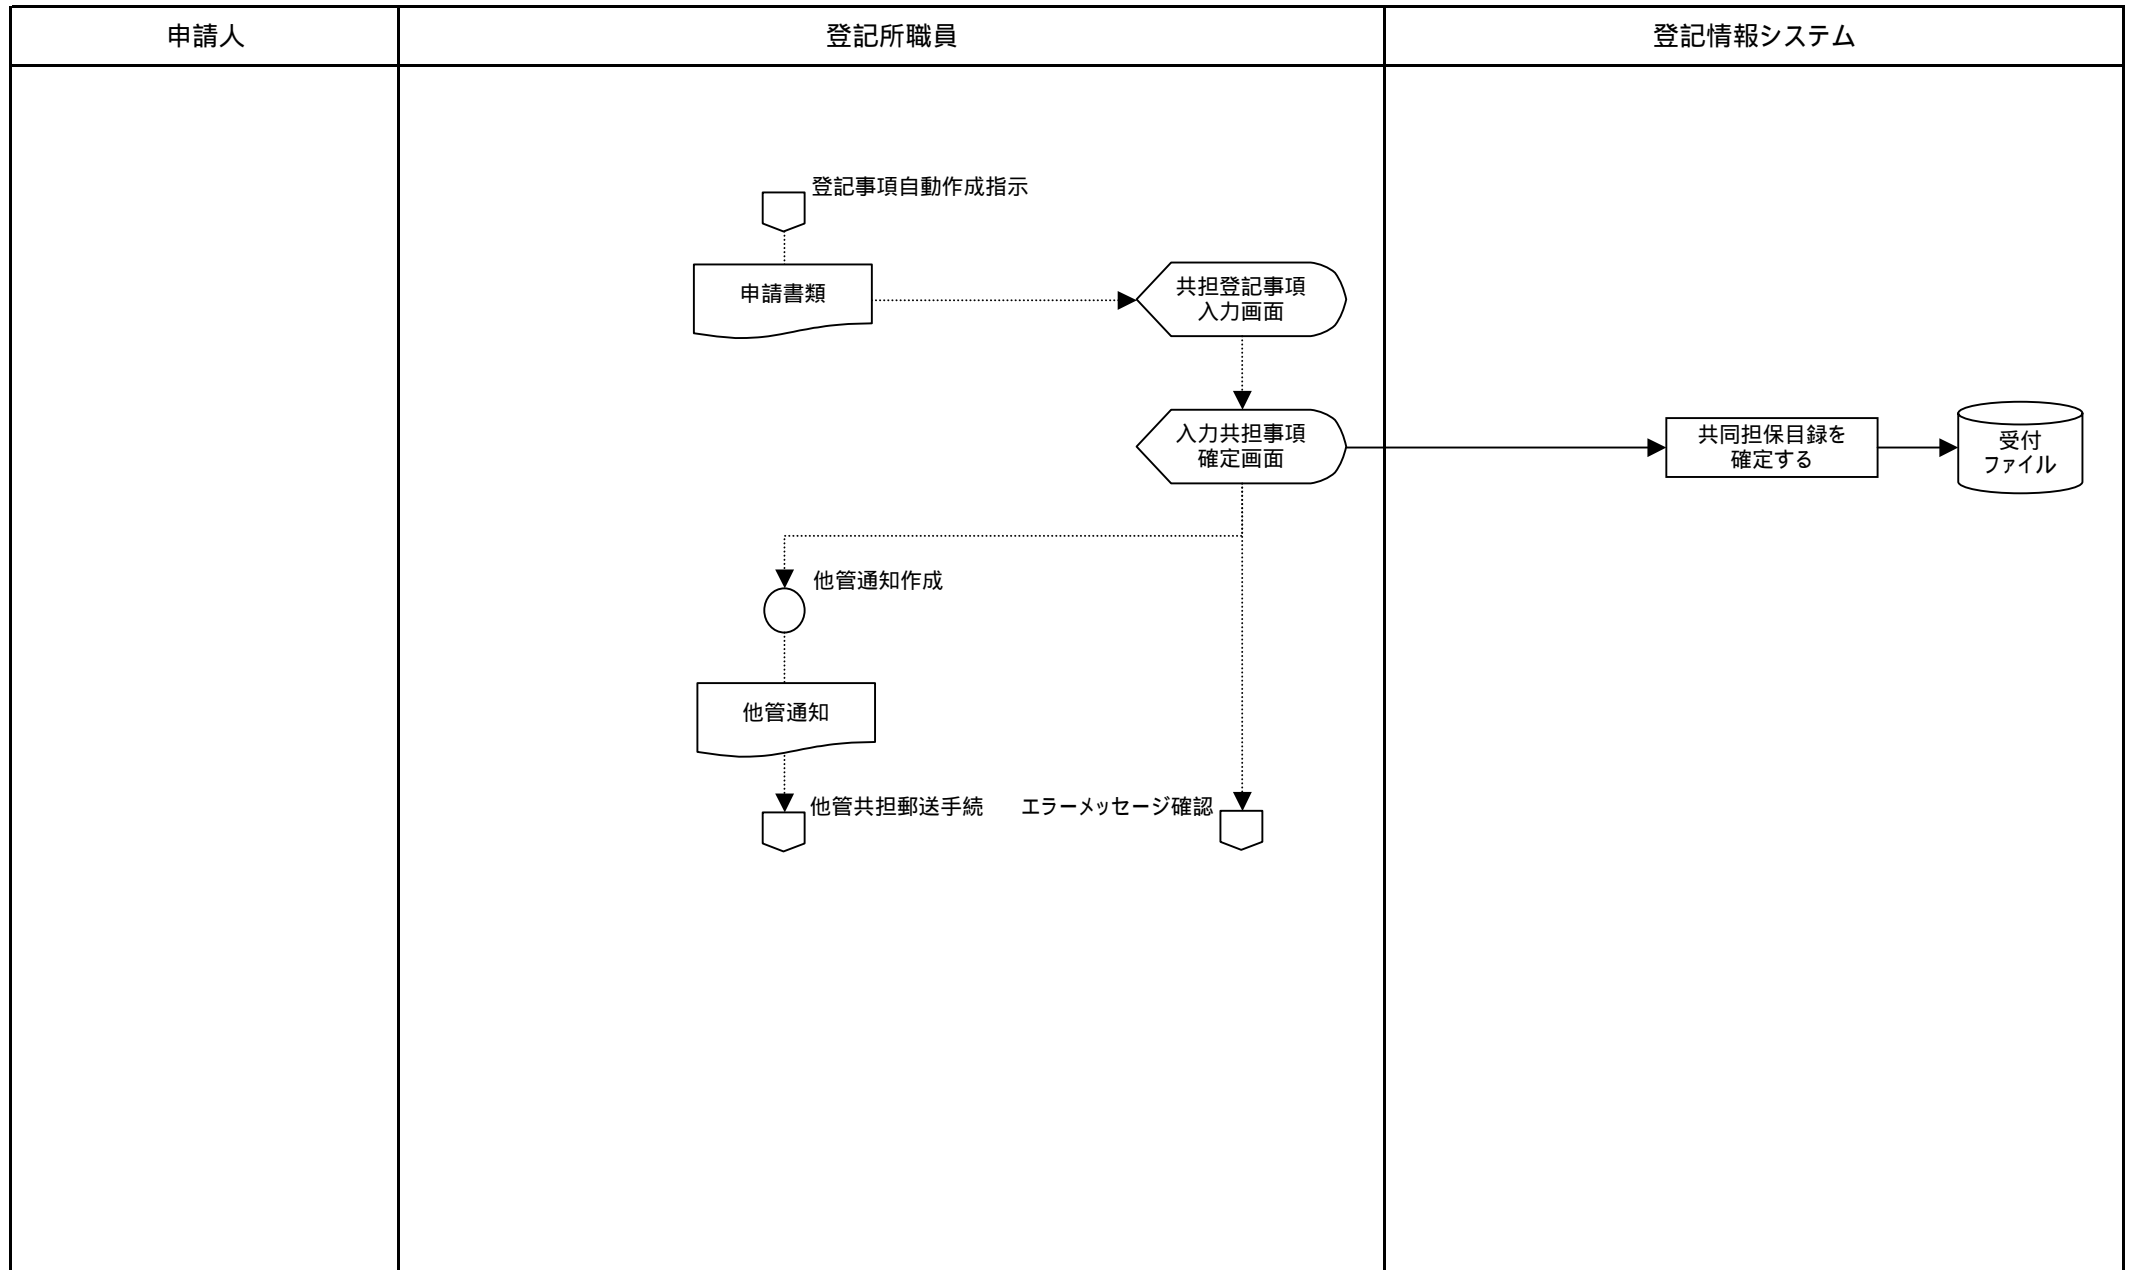 申請人
登記所職員
登記情報システム
登記事項自動作成指示
申請書類
共担登記事項
入力画面
入力共担事項
確定画面
共同担保目録を
確定する
受付
ファイル
他管通知作成
他管通知
他管共担郵送手続
エラーメッセージ確認